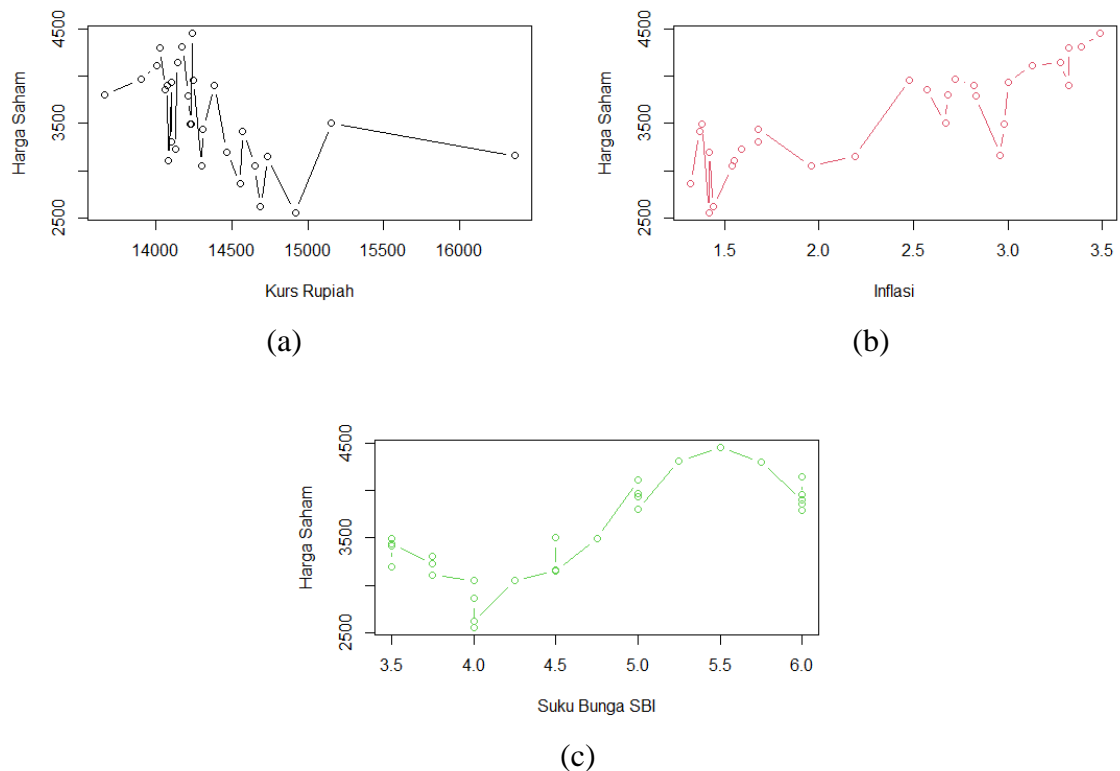 4500
3500
2500
Harga Saham
14000 14500 15000 15500 16000
Kurs Rupiah
(a)
4500
3500
2500
Harga Saham
1.5 2.0 2.5 3.0 3.5
Inflasi
(b)
4500
3500
2500
Harga Saham
3.5 4.0 4.5 5.0 5.5 6.0
Suku Bunga SBI
(c)